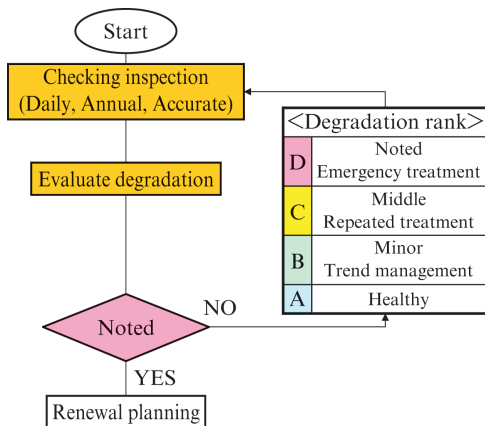 Start
Checking inspection
(Daily, Annual, Accurate)
Evaluate degradation
Noted
NO
YES
Renewal planning
<Degradation rank>
D
Noted
Emergency treatment
C
Middle
Repeated treatment
B
Minor
Trend management
A
Healthy